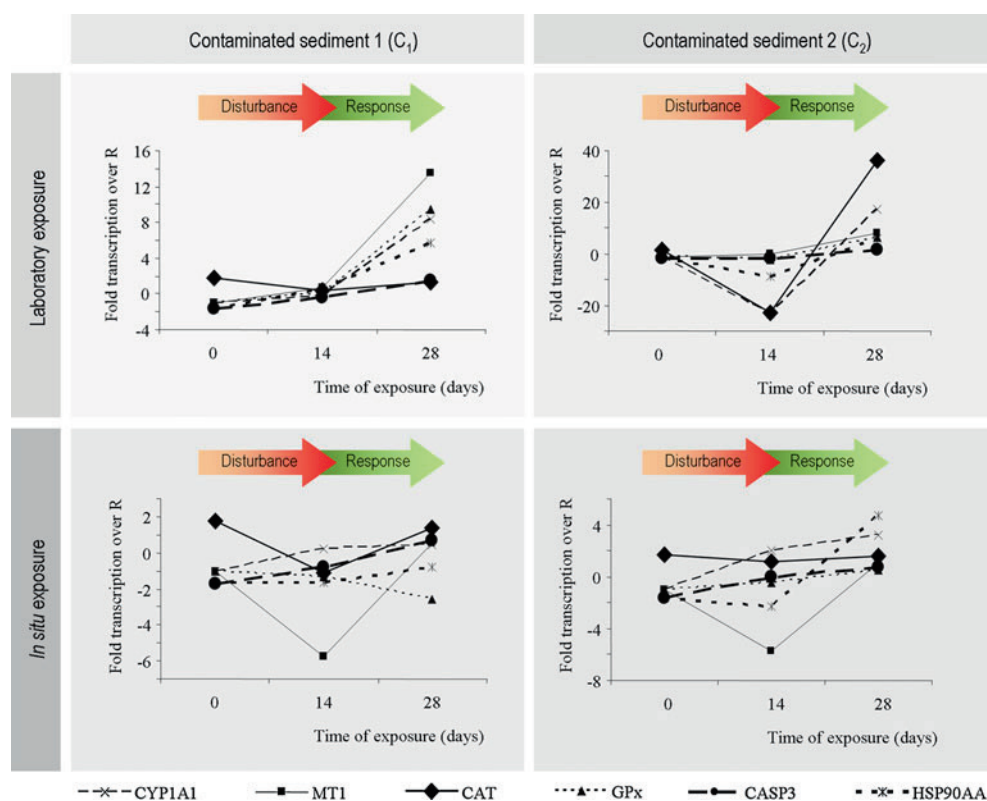 Contaminated sediment 1 (C₁)
Contaminated sediment 2 (C₂)
Laboratory exposure
Disturbance Response
Fold transcription over R
16
12
8
4
0
-4
0 14 28
Time of exposure (days)
Disturbance Response
Fold transcription over R
40
20
0
-20
0 14 28
Time of exposure (days)
In situ exposure
Disturbance Response
Fold transcription over R
2
0
-2
-4
-6
0 14 28
Time of exposure (days)
Disturbance Response
Fold transcription over R
4
0
-4
-8
0 14 28
Time of exposure (days)
CYP1A1 MT1 CAT GPx CASP3 HSP90AA